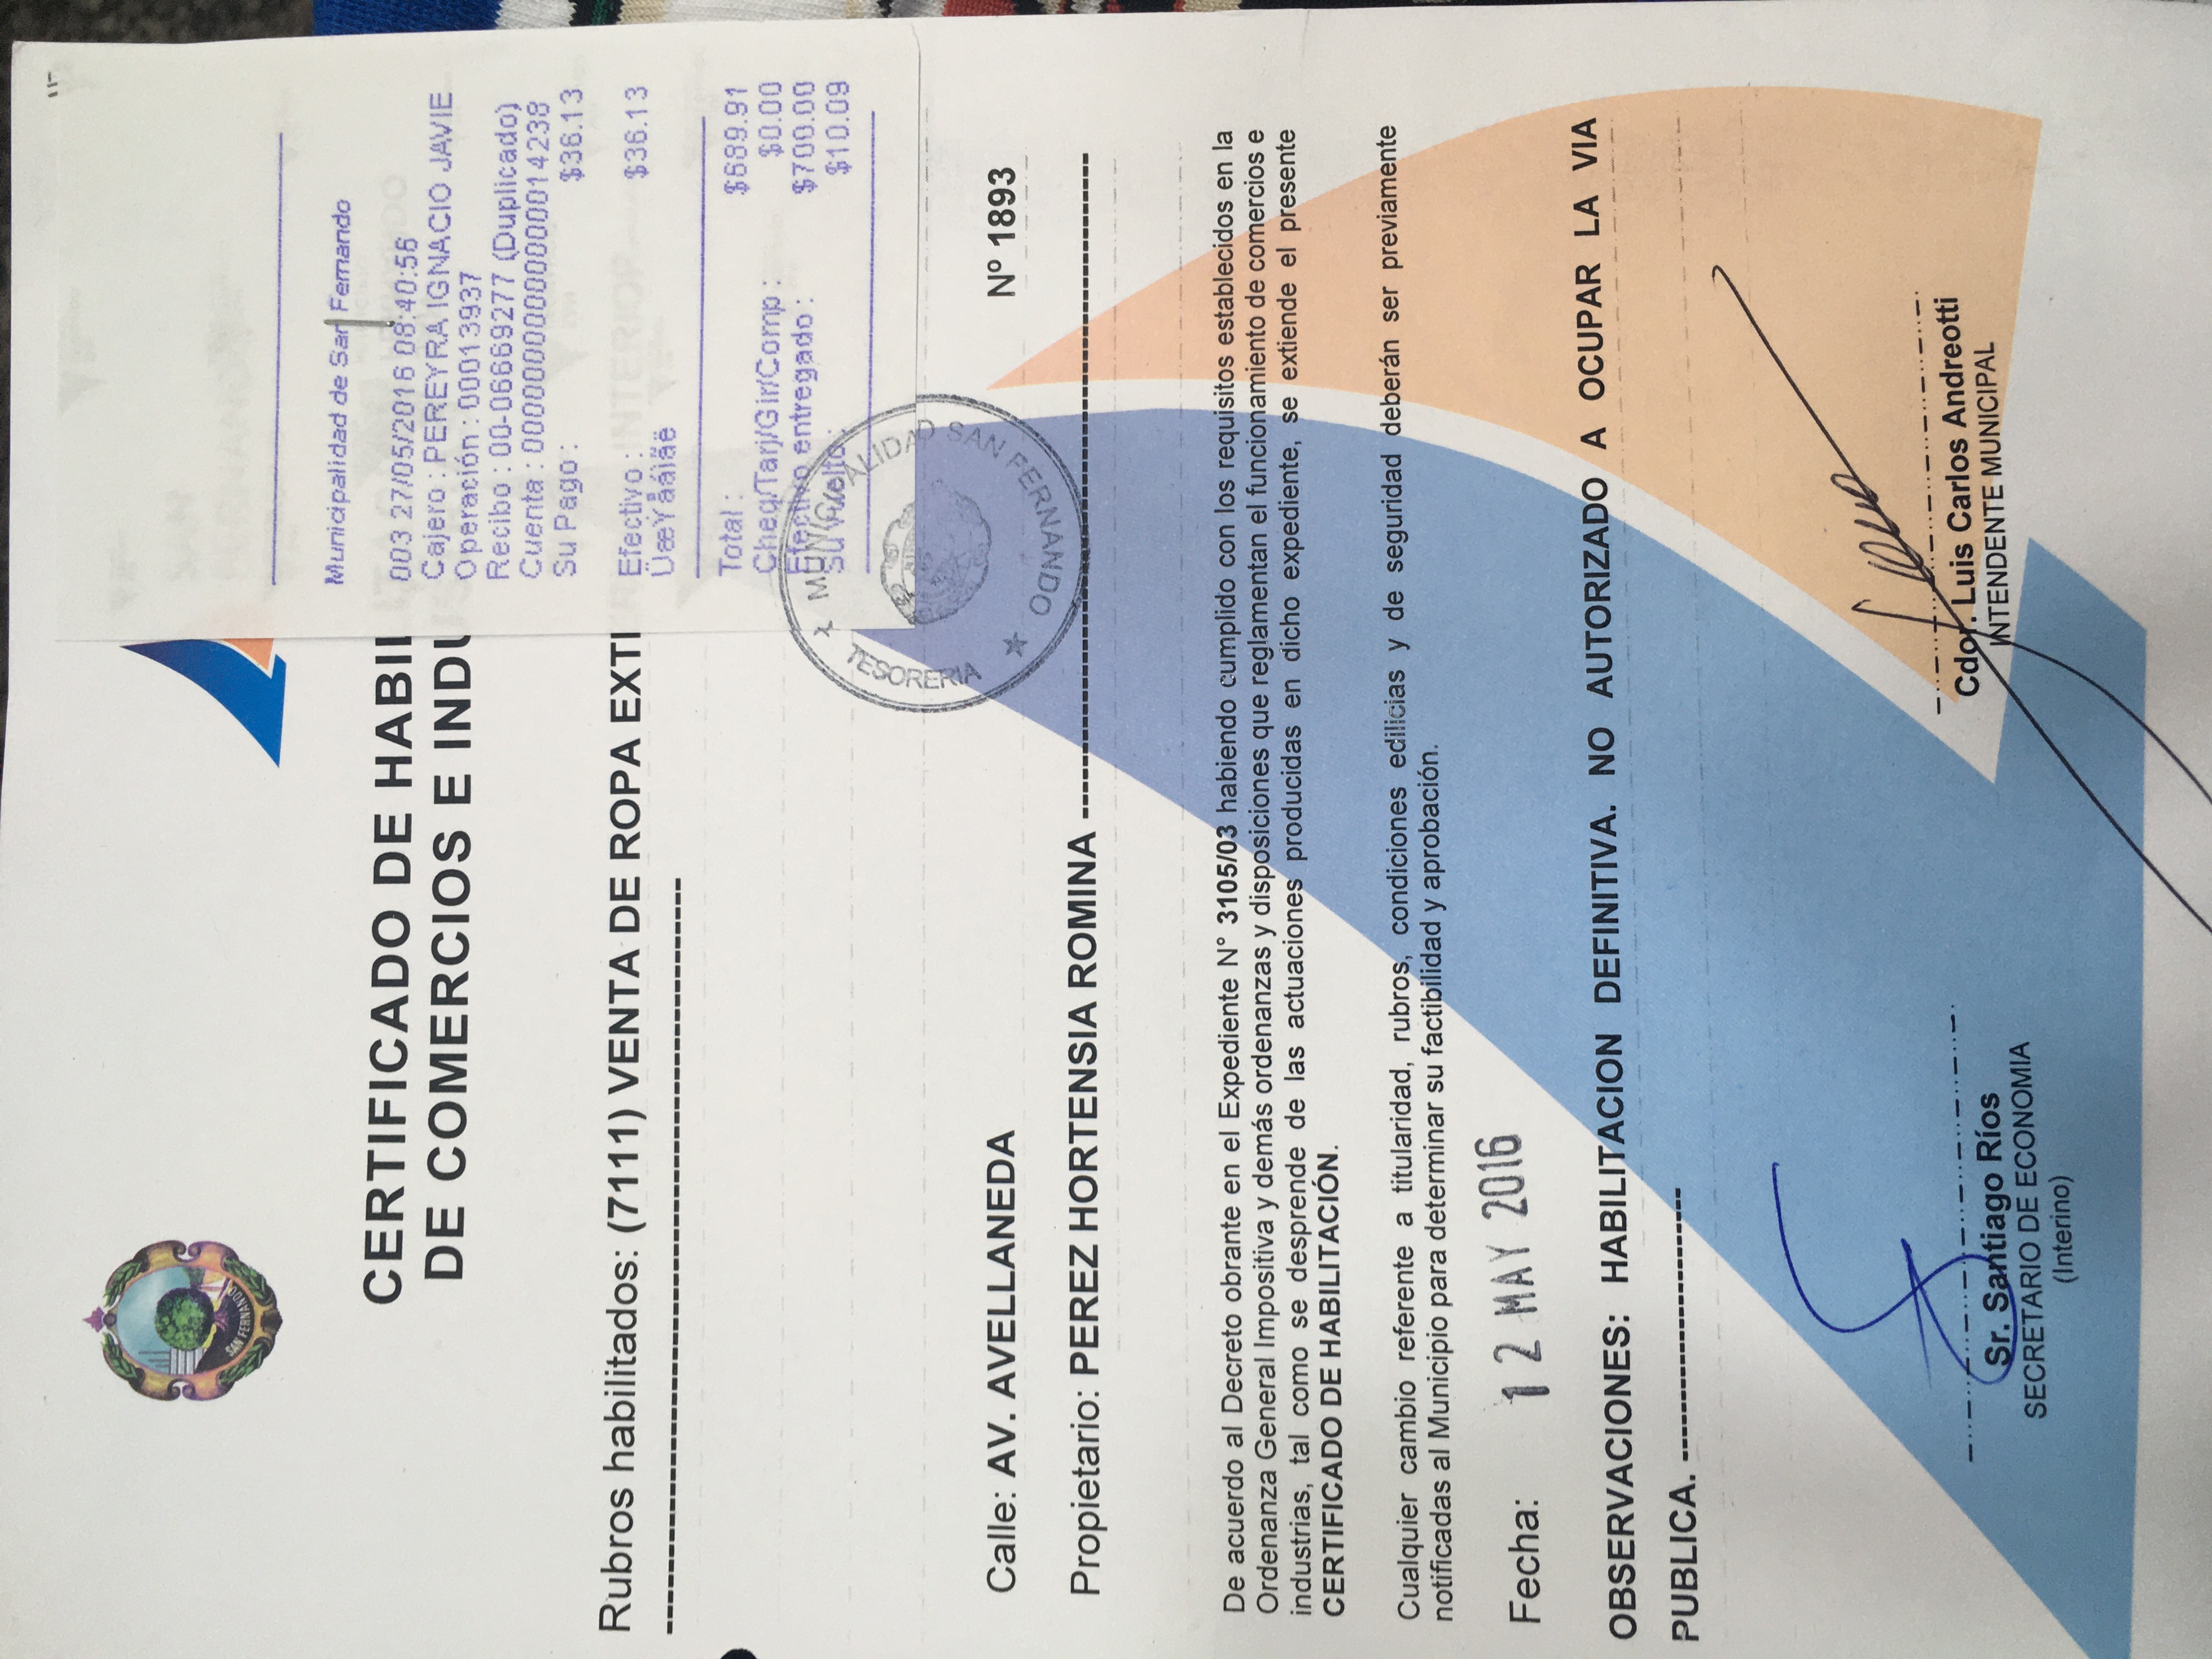 Municipalidad de San Fernando
003 27/05/2016 08:40:56
Cajero : PEREYRA IGNACIO JAVIE
Operación : 000013937
Recibo : 00-06669277 (Duplicado)
Su Pago : $36.13
Efectivo : $36.13
ÜæÿÅáïäë
Total : $689.91
Cheq/Tarj/Gir/Comp : $0.00
Efectivo entregado : $700.00
Su Vuelto : $10.09
MUNICIPALIDAD SAN FERNANDO
TESORERIA
SAN FERNANDO
CERTIFICADO DE HABIL
DE COMERCIOS E INDU
Rubros habilitados: (7111) VENTA DE ROPA EXTERIOR INTERIOR
Calle: AV. AVELLANEDA Nº 1893
Propietario: PEREZ HORTENSIA ROMINA
De acuerdo al Decreto obrante en el Expediente N° 3105/03 habiendo cumplido con los requisitos establecidos en la
Ordenanza General Impositiva y demás ordenanzas y disposiciones que reglamentan el funcionamiento de comercios e
industrias, tal como se desprende de las actuaciones producidas en dicho expediente, se extiende el presente
CERTIFICADO DE HABILITACIÓN.
Cualquier cambio referente a titularidad, rubros, condiciones edilicias y de seguridad deberán ser previamente
notificadas al Municipio para determinar su factibilidad y aprobación.
Fecha: 12 MAY 2016
OBSERVACIONES: HABILITACION DEFINITIVA. NO AUTORIZADO A OCUPAR LA VIA
PUBLICA.
Sr. Santiago Ríos
SECRETARIO DE ECONOMIA
(Interino)
Cdor. Luis Carlos Andreotti
INTENDENTE MUNICIPAL